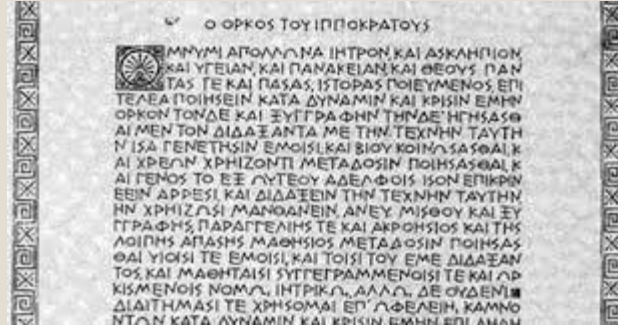 Ο ΟΡΚΟΣ ΤΟΥ ΙΠΠΟΚΡΑΤΟΥΣ
ΟΜΝΥΜΙ ΑΠΟΛΛΩΝΑ ΙΗΤΡΟΝ, ΚΑΙ ΑΣΚΛΗΠΙΟΝ
ΚΑΙ ΥΓΕΙΑΝ, ΚΑΙ ΠΑΝΑΚΕΙΑΝ, ΚΑΙ ΘΕΟΥΣ ΠΑΝ
ΤΑΣ ΤΕ ΚΑΙ ΠΑΣΑΣ, ΙΣΤΟΡΑΣ ΠΟΙΕΥΜΕΝΟΣ, ΕΠΙ
ΤΕΛΕΑ ΠΟΙΗΣΕΙΝ ΚΑΤΑ ΔΥΝΑΜΙΝ ΚΑΙ ΚΡΙΣΙΝ ΕΜΗΝ
ΟΡΚΟΝ ΤΟΝΔΕ ΚΑΙ ΞΥΓΓΡΑΦΗΝ ΤΗΝΔΕ· ΗΓΗΣΑΣΘ
ΑΙ ΜΕΝ ΤΟΝ ΔΙΔΑΞΑΝΤΑ ΜΕ ΤΗΝ ΤΕΧΝΗΝ ΤΑΥΤΗ
Ν ΙΣΑ ΓΕΝΕΤΗΣΙΝ ΕΜΟΙΣΙ, ΚΑΙ ΒΙΟΥ ΚΟΙΝΩΣΑΣΘΑΙ, Κ
ΑΙ ΧΡΕΩΝ ΧΡΗΙΖΟΝΤΙ ΜΕΤΑΔΟΣΙΝ ΠΟΙΗΣΑΣΘΑΙ, Κ
ΑΙ ΓΕΝΟΣ ΤΟ ΕΞ ΩΥΤΕΟΥ ΑΔΕΛΦΟΙΣ ΙΣΟΝ ΕΠΙΚΡΙΝ
ΕΕΙΝ ΑΡΡΕΣΙ, ΚΑΙ ΔΙΔΑΞΕΙΝ ΤΗΝ ΤΕΧΝΗΝ ΤΑΥΤΗΝ
ΗΝ ΧΡΗΙΖΩΣΙ ΜΑΝΘΑΝΕΙΝ, ΑΝΕΥ ΜΙΣΘΟΥ ΚΑΙ ΞΥ
ΓΓΡΑΦΗΣ, ΠΑΡΑΓΓΕΛΙΗΣ ΤΕ ΚΑΙ ΑΚΡΟΗΣΙΟΣ ΚΑΙ ΤΗΣ
ΛΟΙΠΗΣ ΑΠΑΣΗΣ ΜΑΘΗΣΙΟΣ ΜΕΤΑΔΟΣΙΝ ΠΟΙΗΣΑΣ
ΘΑΙ ΥΙΟΙΣΙ ΤΕ ΕΜΟΙΣΙ, ΚΑΙ ΤΟΙΣΙ ΤΟΥ ΕΜΕ ΔΙΔΑΞΑΝ
ΤΟΣ, ΚΑΙ ΜΑΘΗΤΑΙΣΙ ΣΥΓΓΕΓΡΑΜΜΕΝΟΙΣΙ ΤΕ ΚΑΙ ΩΡ
ΚΙΣΜΕΝΟΙΣ ΝΟΜΩ, ΙΗΤΡΙΚΩ, ΑΛΛΩ, ΔΕ ΟΥΔΕΝΙ.
ΔΙΑΙΤΗΜΑΣΙ ΤΕ ΧΡΗΣΟΜΑΙ ΕΠ' ΩΦΕΛΕΙΗ, ΚΑΜΝΟ
ΝΤΩΝ ΚΑΤΑ ΔΥΝΑΜΙΝ ΚΑΙ ΚΡΙΣΙΝ ΕΜΗΝ ΕΠΙ ΔΗΛΗ